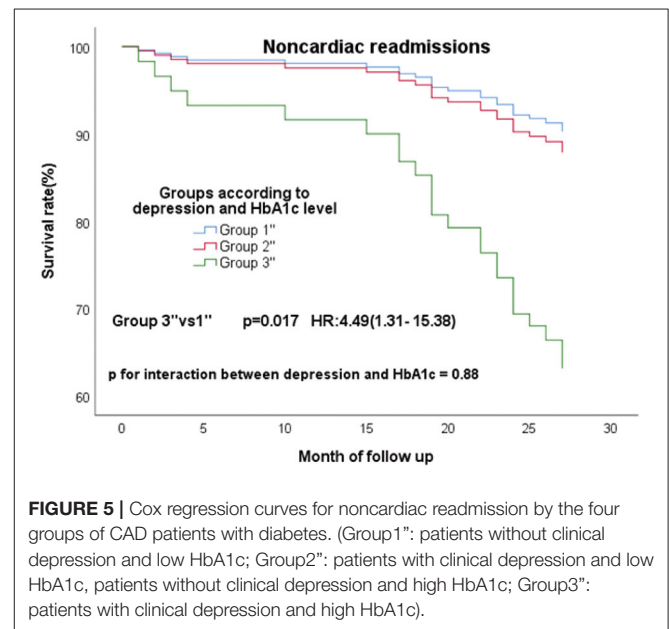 Noncardiac readmissions
100
90
80
70
60
Survival rate(%)
Groups according to
depression and HbA1c level
Group 1"
Group 2"
Group 3"
Group 3"vs1" p=0.017 HR:4.49(1.31- 15.38)
p for interaction between depression and HbA1c = 0.88
0 5 10 15 20 25 30
Month of follow up
FIGURE 5 | Cox regression curves for noncardiac readmission by the four
groups of CAD patients with diabetes. (Group1”: patients without clinical
depression and low HbA1c; Group2”: patients with clinical depression and low
HbA1c, patients without clinical depression and high HbA1c; Group3”:
patients with clinical depression and high HbA1c).